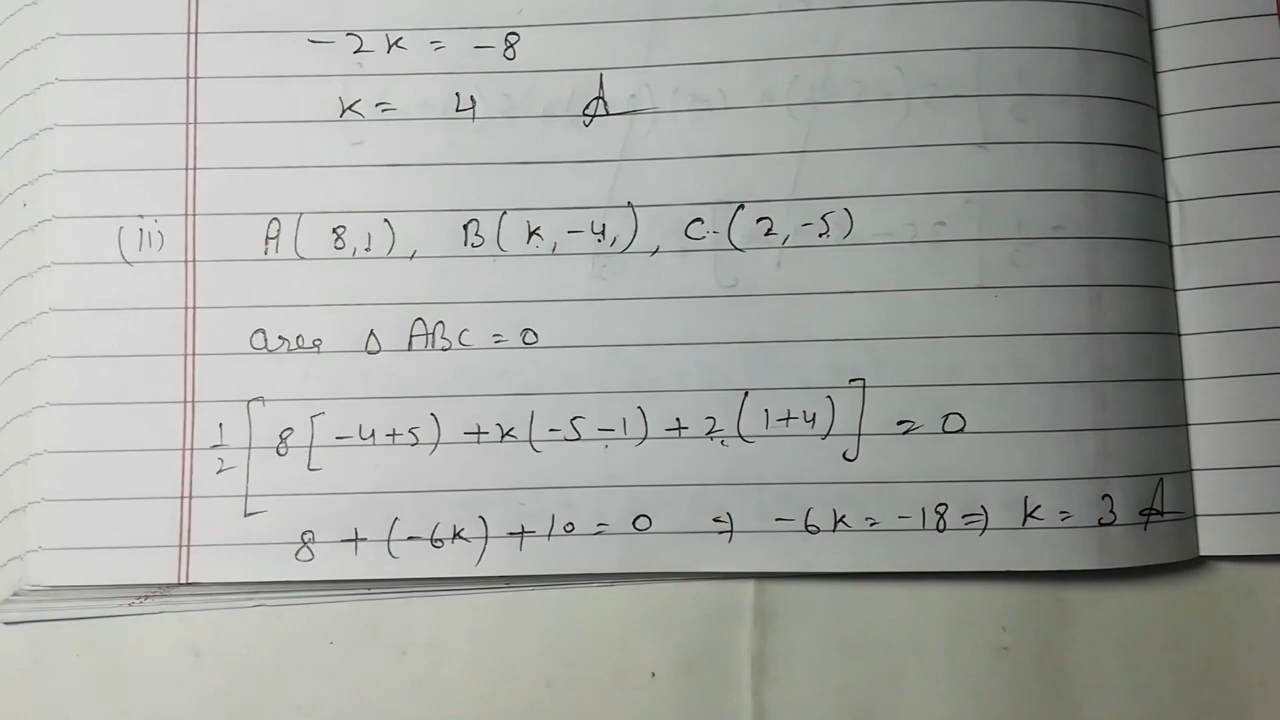 -2k = -8
k = 4 A
(ii) A( 8,1), B( k,-4,), C-(2,-5)
area Δ ABC = 0
1/2 [ 8[-4+5) +k(-5-1) + 2(1+4) ] = 0
8 + (-6k) +10 = 0 ⇒ -6k = -18 ⇒ k = 3 A